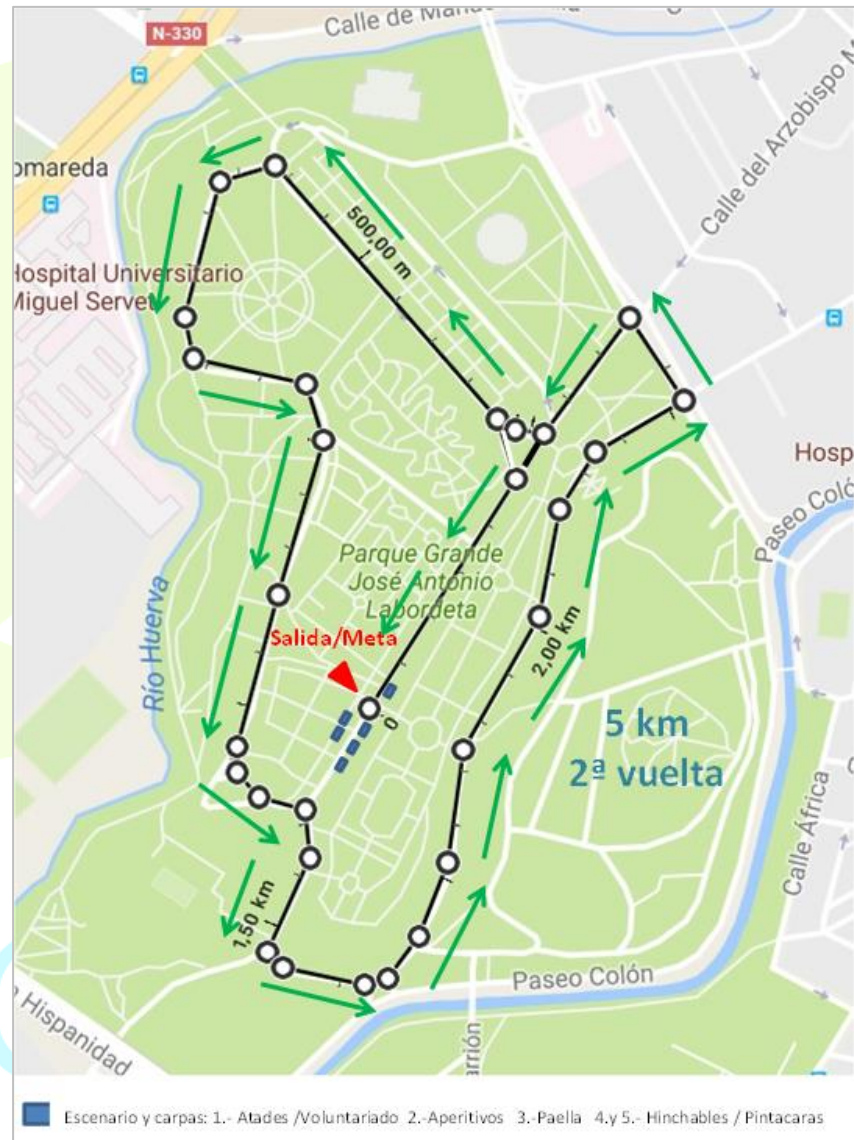 Calle de Manu
N-330
omareda
Calle del Arzobispo M
500,00 m
Hospital Universitario
Miguel Servet
Hosp
Paseo Coló
Parque Grande
José Antonio
Labordeta
Río Huerva
Salida/Meta
2,00 km
0
5 km
2ª vuelta
Calle África
1,50 km
Paseo Colón
Hispanidad
arrión
Escenario y carpas: 1.- Atades /Voluntariado 2.-Aperitivos 3.-Paella 4.y 5.- Hinchables / Pintacaras